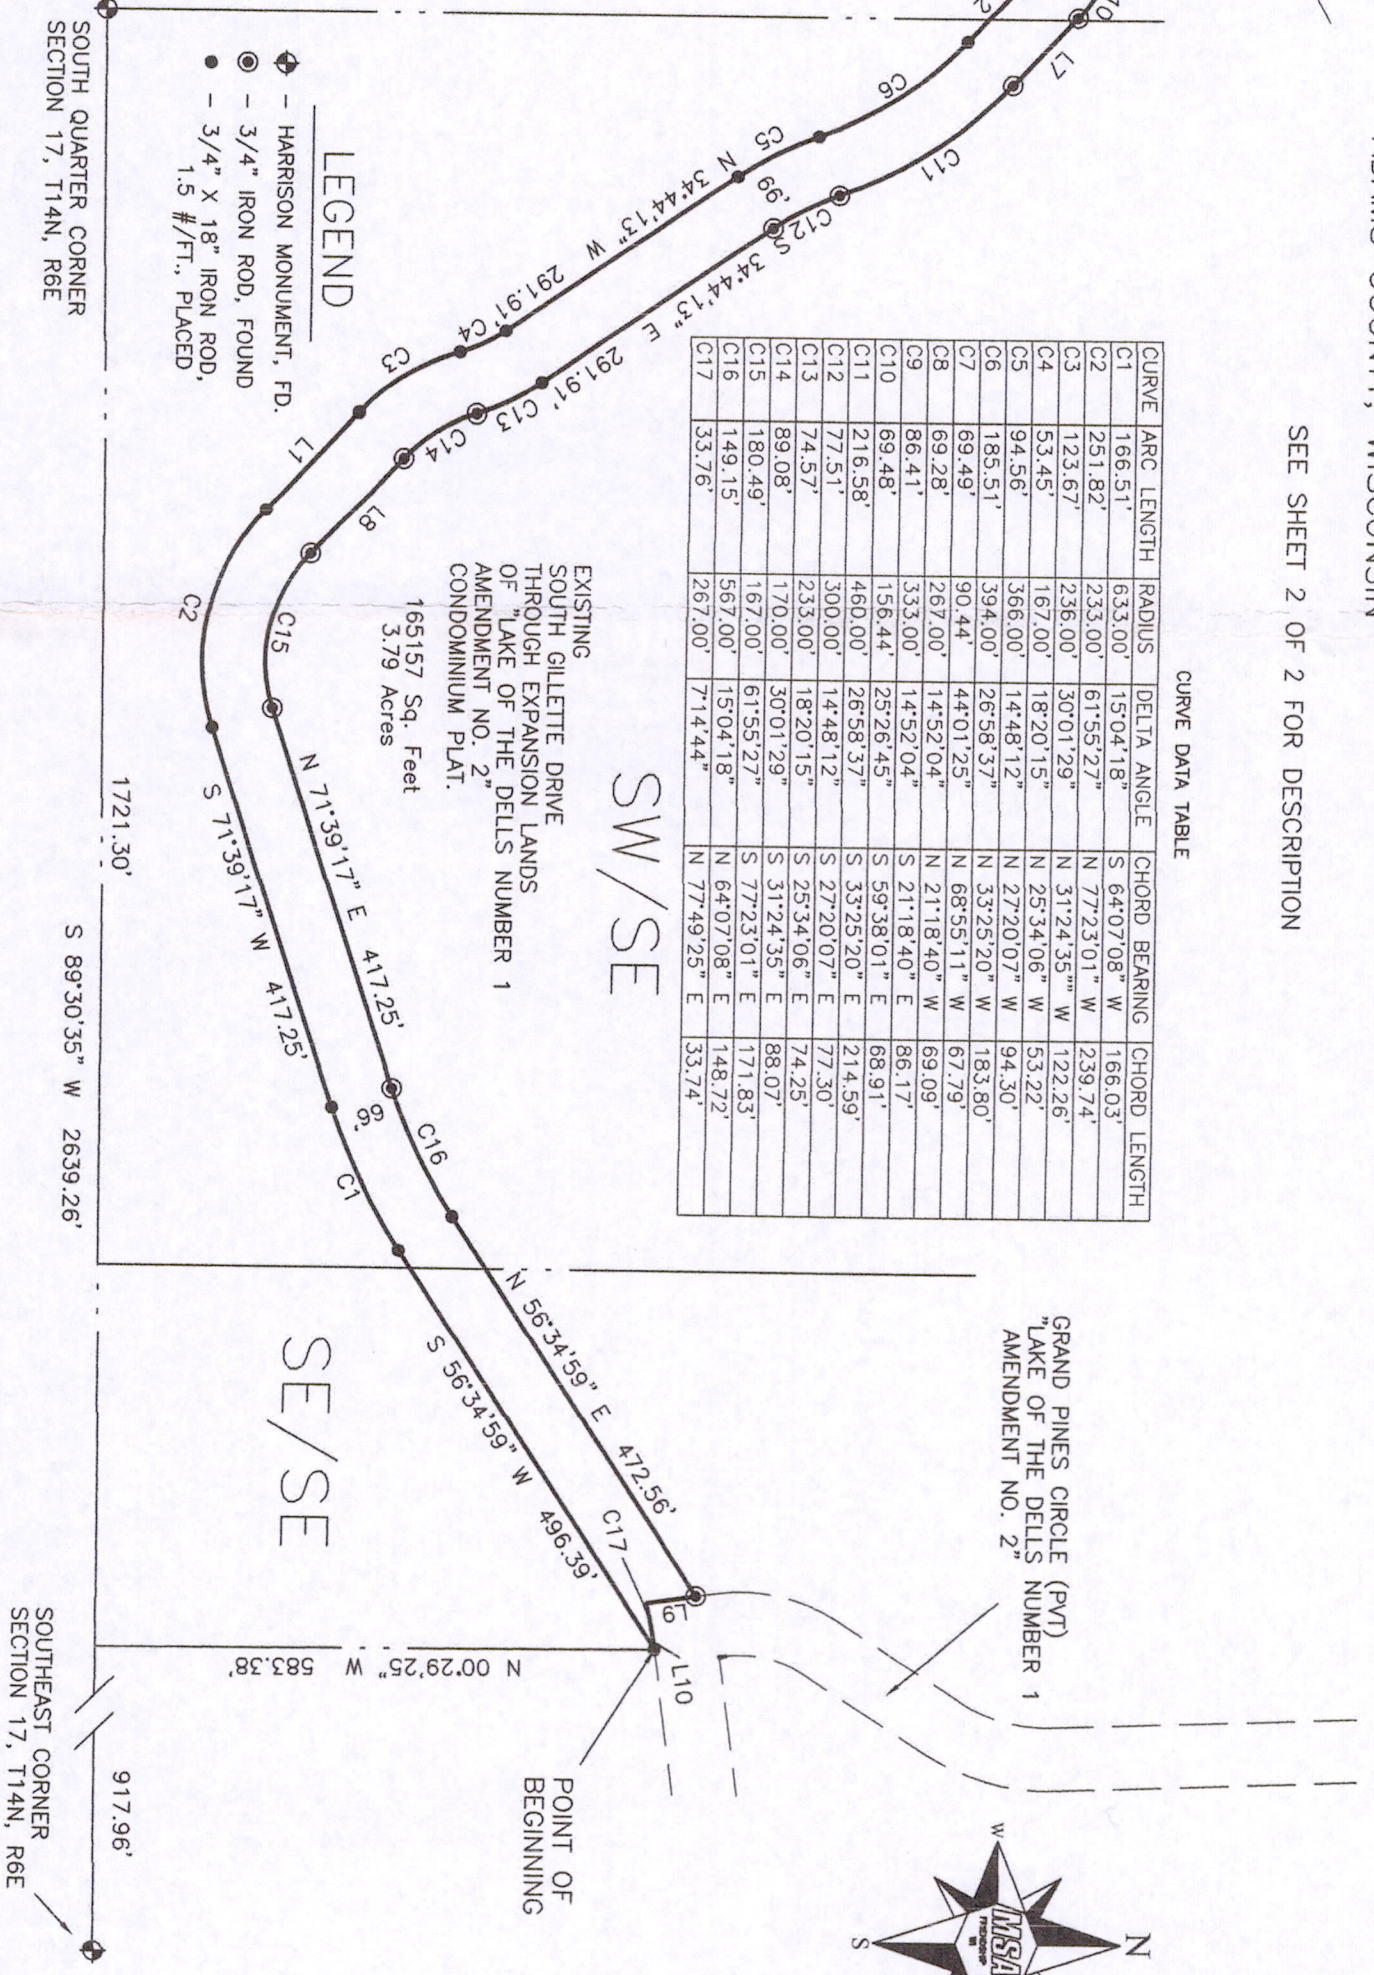 ADAMS COUNTY, WISCONSIN
SEE SHEET 2 OF 2 FOR DESCRIPTION
CURVE DATA TABLE
CURVE ARC LENGTH RADIUS DELTA ANGLE CHORD BEARING CHORD LENGTH
C1 166.51' 633.00' 15°04'18" S 64°07'08" W 166.03'
C2 251.82' 233.00' 61°55'27" N 77°23'01" W 239.74'
C3 123.67' 236.00' 30°01'29" N 31°24'35"" W 122.26'
C4 53.45' 167.00' 18°20'15" N 25°34'06" W 53.22'
C5 94.56' 366.00' 14°48'12" N 27°20'07" W 94.30'
C6 185.51' 394.00' 26°58'37" N 33°25'20" W 183.80'
C7 69.49' 90.44' 44°01'25" N 68°55'11" W 67.79'
C8 69.28' 267.00' 14°52'04" N 21°18'40" W 69.09'
C9 86.41' 333.00' 14°52'04" S 21°18'40" E 86.17'
C10 69.48' 156.44' 25°26'45" S 59°38'01" E 68.91'
C11 216.58' 460.00' 26°58'37" S 33°25'20" E 214.59'
C12 77.51' 300.00' 14°48'12" S 27°20'07" E 77.30'
C13 74.57' 233.00' 18°20'15" S 25°34'06" E 74.25'
C14 89.08' 170.00' 30°01'29" S 31°24'35" E 88.07'
C15 180.49' 167.00' 61°55'27" S 77°23'01" E 171.83'
C16 149.15' 567.00' 15°04'18" N 64°07'08" E 148.72'
C17 33.76' 267.00' 7°14'44" N 77°49'25" E 33.74'
GRAND PINES CIRCLE (PVT)
"LAKE OF THE DELLS NUMBER 1
AMENDMENT NO. 2"
N
W
S
MSA
L7
C6
C11
C5
66'
C12
N 34°44'13" W 291.91'
S 34°44'13" E 291.91'
C4
C13
C3
C14
L1
L8
C2
C15
SW/SE
EXISTING
SOUTH GILLETTE DRIVE
THROUGH EXPANSION LANDS
OF "LAKE OF THE DELLS NUMBER 1
AMENDMENT NO. 2"
CONDOMINIUM PLAT.
165157 Sq. Feet
3.79 Acres
N 71°39'17" E 417.25'
S 71°39'17" W 417.25'
C16
66'
C1
N 56°34'59" E 472.56'
S 56°34'59" W 496.39'
C17
L9
L10
POINT OF
BEGINNING
SE/SE
N 00°29'25" W 583.38'
LEGEND
- HARRISON MONUMENT, FD.
- 3/4" IRON ROD, FOUND
- 3/4" X 18" IRON ROD,
1.5 #/FT., PLACED
1721.30'
917.96'
S 89°30'35" W 2639.26'
SOUTH QUARTER CORNER
SECTION 17, T14N, R6E
SOUTHEAST CORNER
SECTION 17, T14N, R6E